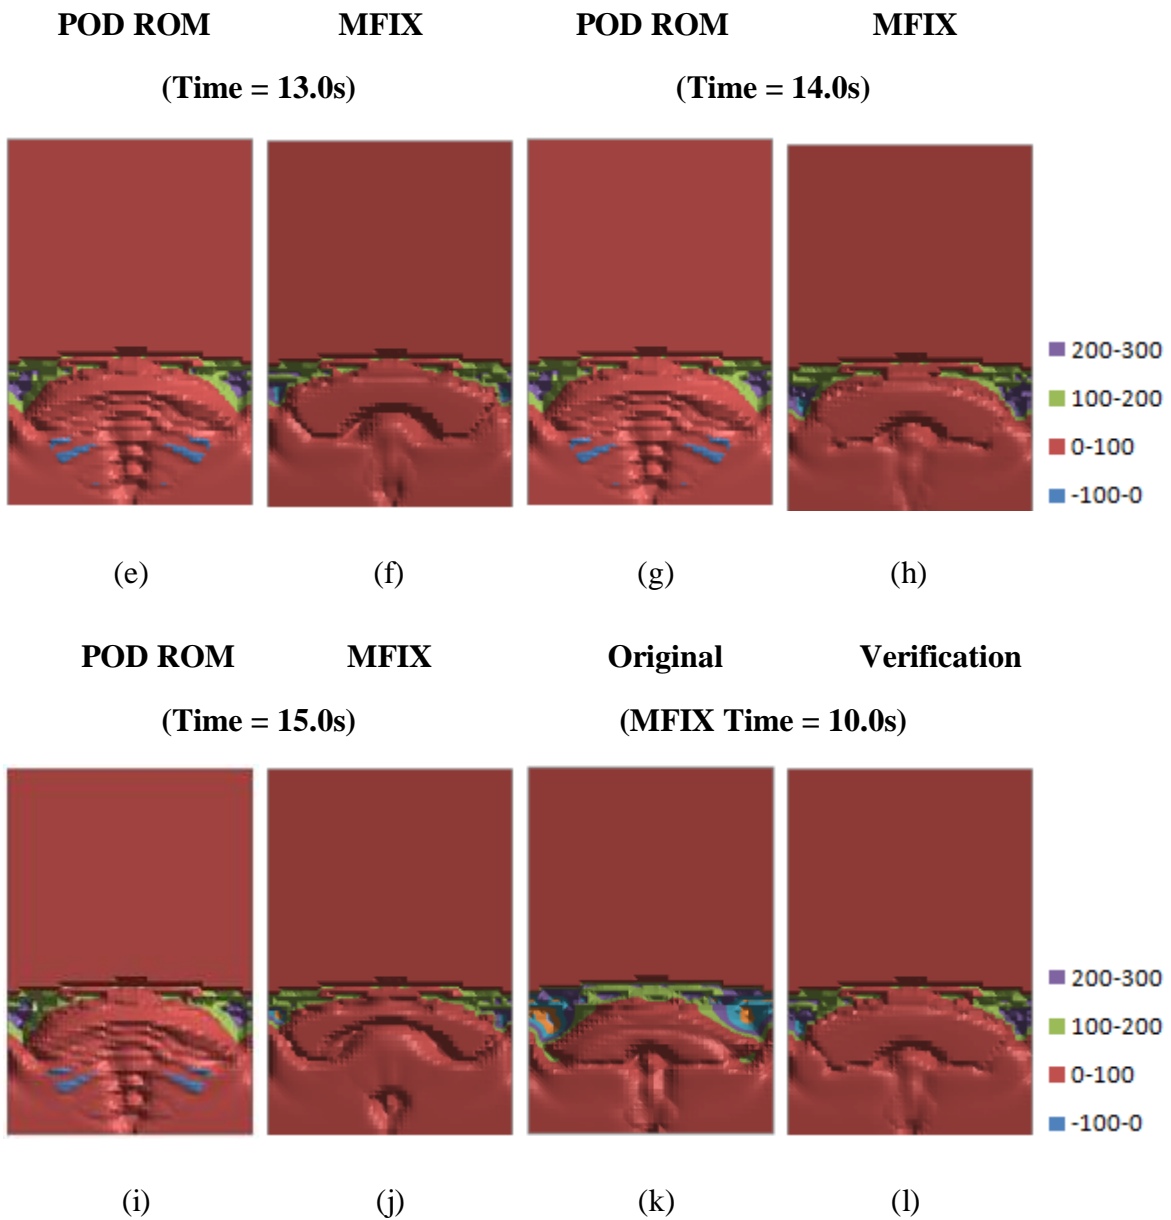 POD ROM MFIX POD ROM MFIX
(Time = 13.0s) (Time = 14.0s)
200-300
100-200
0-100
-100-0
(e) (f) (g) (h)
POD ROM MFIX Original Verification
(Time = 15.0s) (MFIX Time = 10.0s)
200-300
100-200
0-100
-100-0
(i) (j) (k) (l)